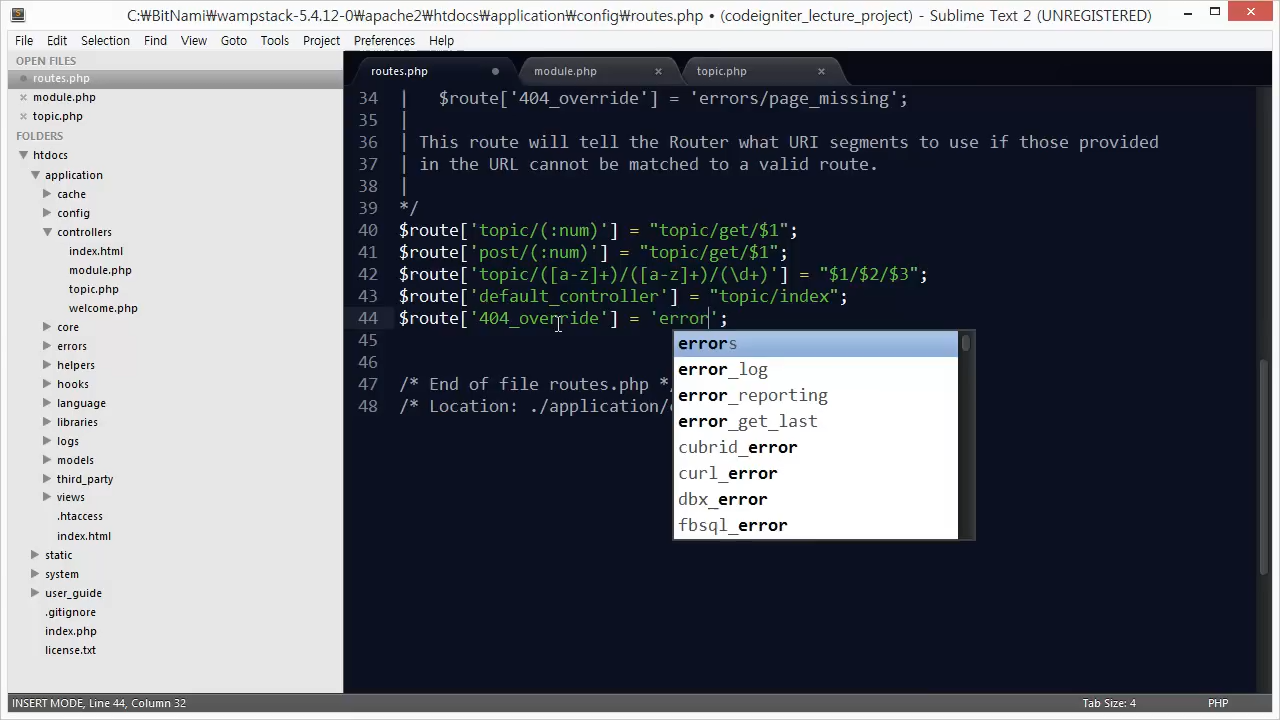 C:₩BitNami₩wampstack-5.4.12-0₩apache2₩htdocs₩application₩config₩routes.php • (codeigniter_lecture_project) - Sublime Text 2 (UNREGISTERED)
File Edit Selection Find View Goto Tools Project Preferences Help
OPEN FILES
routes.php
module.php
topic.php
FOLDERS
htdocs
application
cache
config
controllers
index.html
module.php
topic.php
welcome.php
core
errors
helpers
hooks
language
libraries
logs
models
third_party
views
.htaccess
index.html
static
system
user_guide
.gitignore
index.php
license.txt
routes.php module.php topic.php
34 | $route['404_override'] = 'errors/page_missing';
35 |
36 | This route will tell the Router what URI segments to use if those provided
37 | in the URL cannot be matched to a valid route.
38 |
39 */
40 $route['topic/(:num)'] = "topic/get/$1";
41 $route['post/(:num)'] = "topic/get/$1";
42 $route['topic/([a-z]+)/([a-z]+)/(\d+)'] = "$1/$2/$3";
43 $route['default_controller'] = "topic/index";
44 $route['404_override'] = 'error';
45
46
47 /* End of file routes.php *
48 /* Location: ./application/
errors
error_log
error_reporting
error_get_last
cubrid_error
curl_error
dbx_error
fbsql_error
INSERT MODE, Line 44, Column 32 Tab Size: 4 PHP